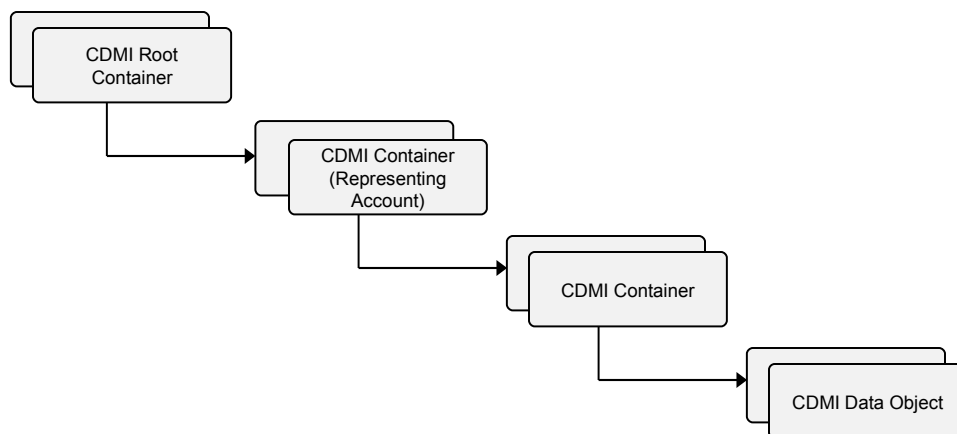 CDMI Root
Container
CDMI Container
(Representing
Account)
CDMI Container
CDMI Data Object